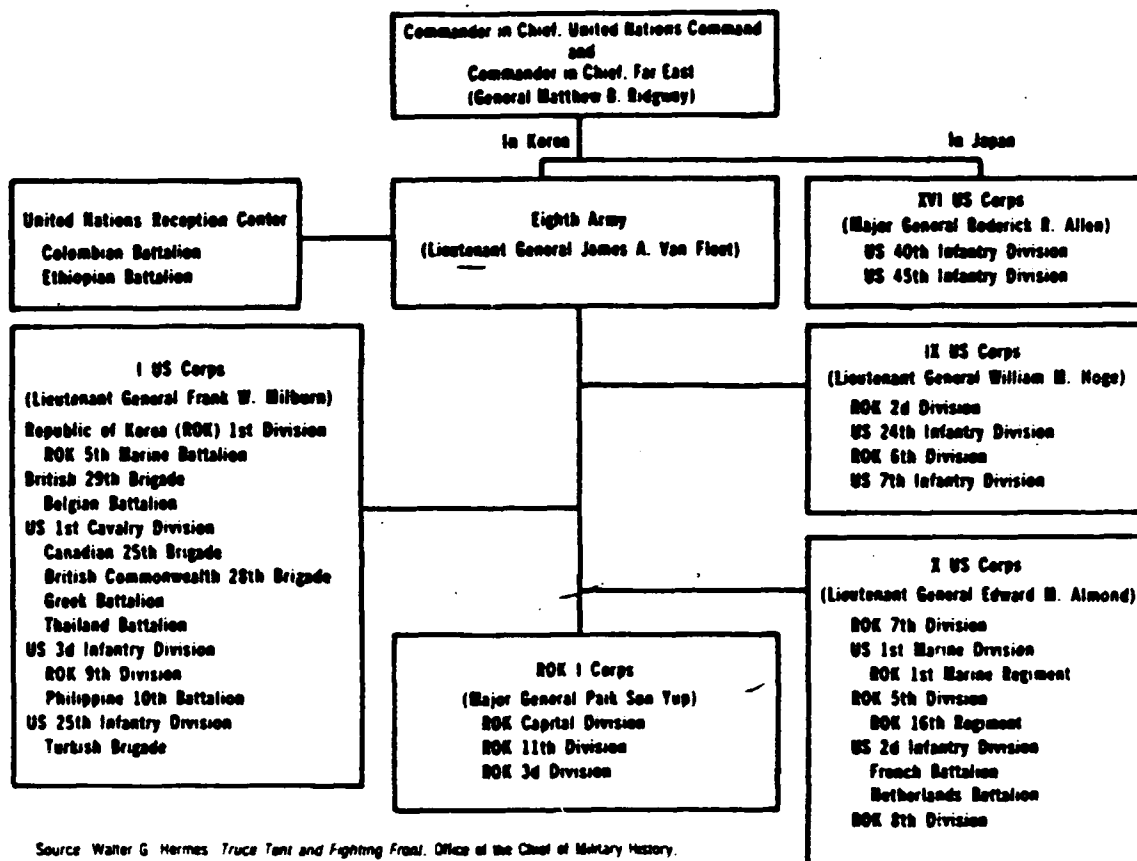 Commander in Chief, United Nations Command
and
Commander in Chief, Far East
(General Matthew B. Ridgway)
In Korea
In Japan
United Nations Reception Center
Colombian Battalion
Ethiopian Battalion
Eighth Army
(Lieutenant General James A. Van Fleet)
XVI US Corps
(Major General Roderick R. Allen)
US 40th Infantry Division
US 45th Infantry Division
I US Corps
(Lieutenant General Frank W. Milburn)
Republic of Korea (ROK) 1st Division
ROK 5th Marine Battalion
British 29th Brigade
Belgian Battalion
US 1st Cavalry Division
Canadian 25th Brigade
British Commonwealth 28th Brigade
Greek Battalion
Thailand Battalion
US 3d Infantry Division
ROK 9th Division
Philippine 10th Battalion
US 25th Infantry Division
Turkish Brigade
IX US Corps
(Lieutenant General William M. Hoge)
ROK 2d Division
US 24th Infantry Division
ROK 6th Division
US 7th Infantry Division
ROK I Corps
(Major General Paik Sun Yup)
ROK Capital Division
ROK 11th Division
ROK 3d Division
X US Corps
(Lieutenant General Edward M. Almond)
ROK 7th Division
US 1st Marine Division
ROK 1st Marine Regiment
ROK 5th Division
ROK 16th Regiment
US 2d Infantry Division
French Battalion
Netherlands Battalion
ROK 8th Division
Source Walter G Hermes Truce Tent and Fighting Front. Office of the Chief of Military History.